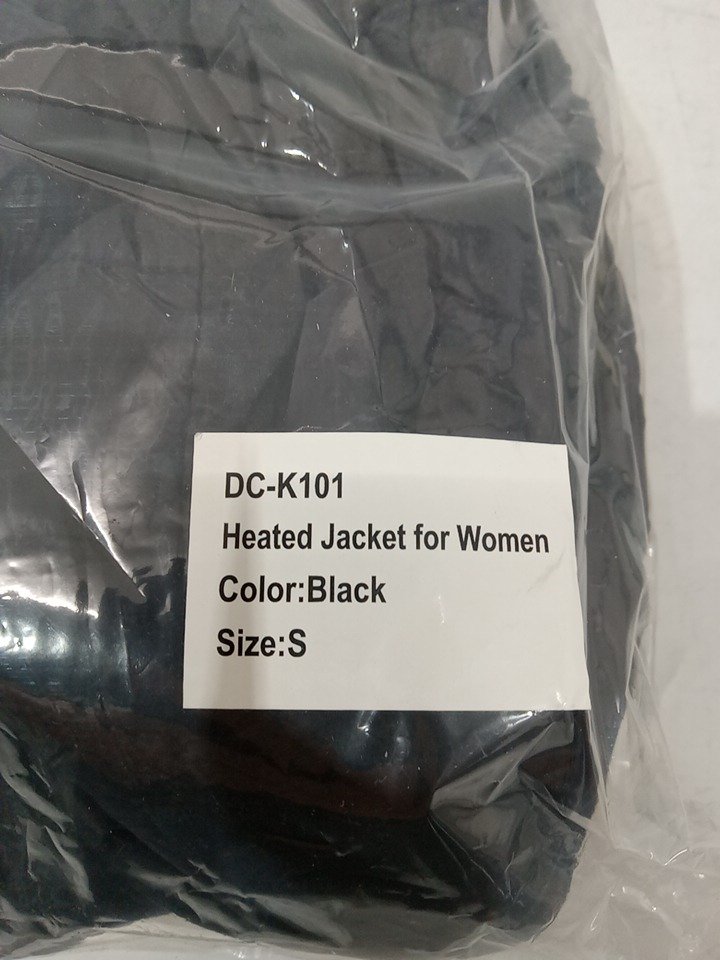 DC-K101
Heated Jacket for Women
Color:Black
Size:S